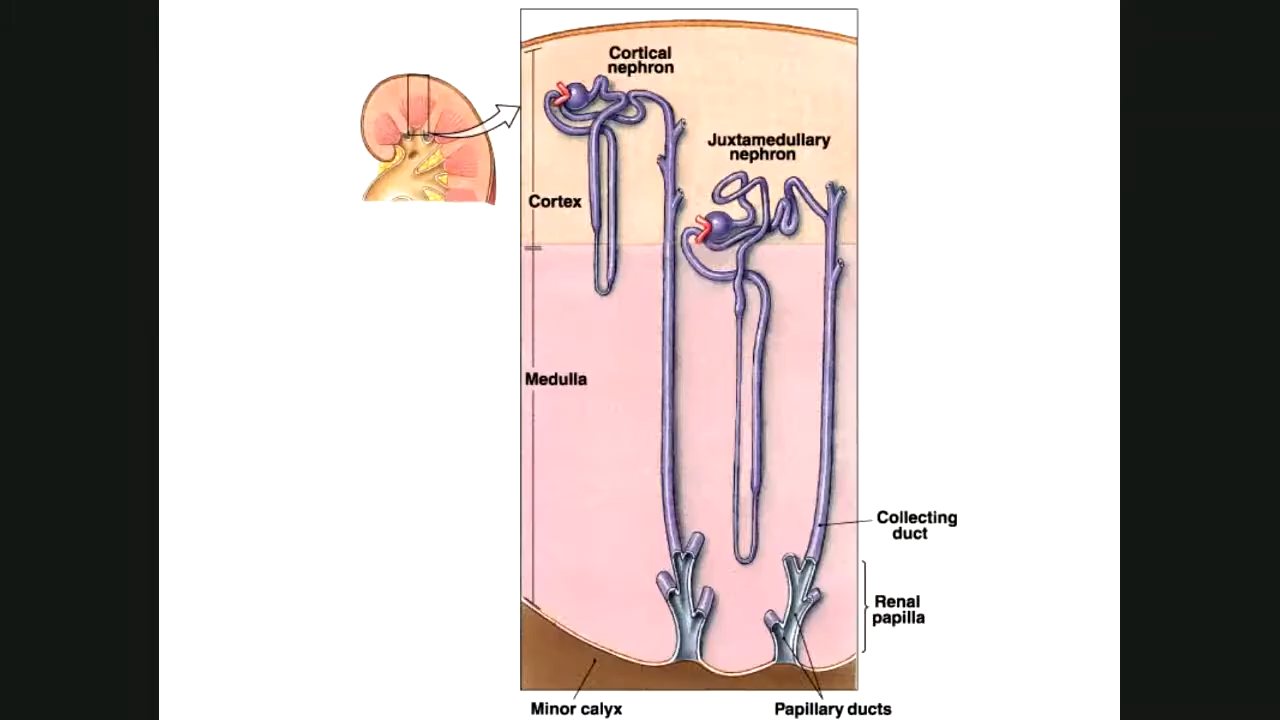 Cortical
nephron
Juxtamedullary
nephron
Cortex
Medulla
Collecting
duct
Renal
papilla
Minor calyx
Papillary ducts